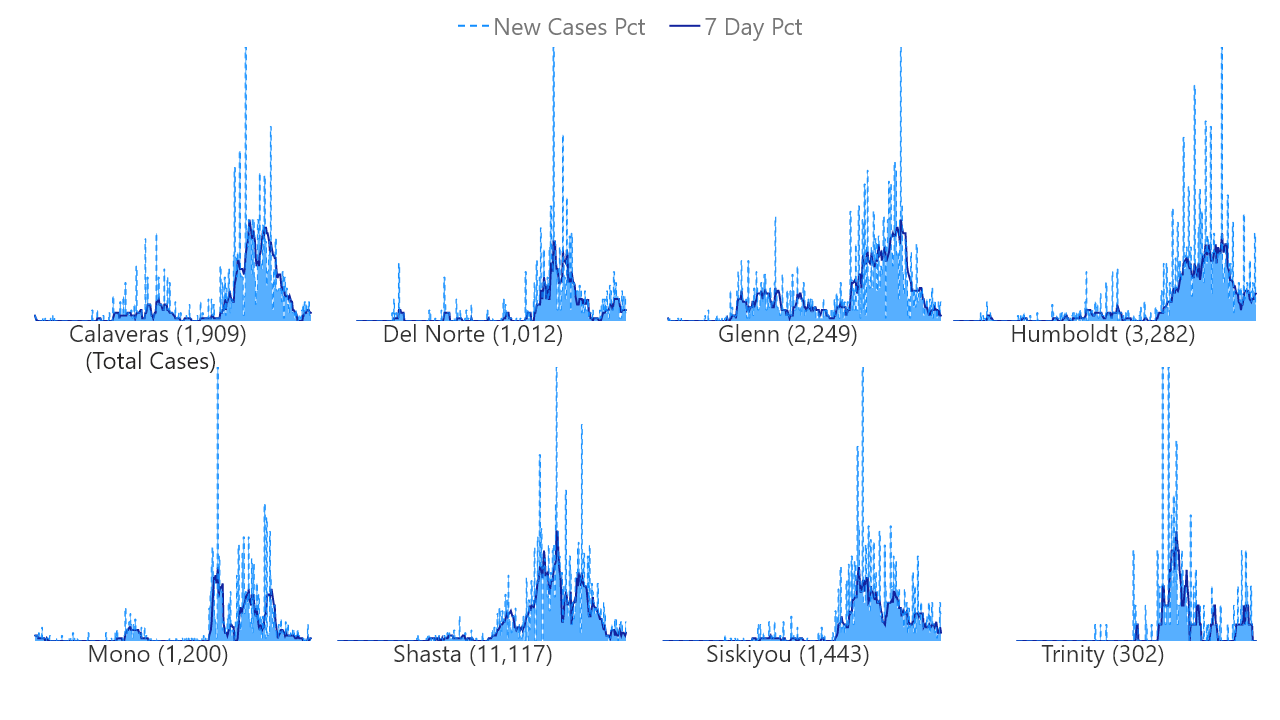 New Cases Pct 7 Day Pct
Calaveras (1,909) Del Norte (1,012) Glenn (2,249) Humboldt (3,282)
(Total Cases)
Mono (1,200) Shasta (11,117) Siskiyou (1,443) Trinity (302)